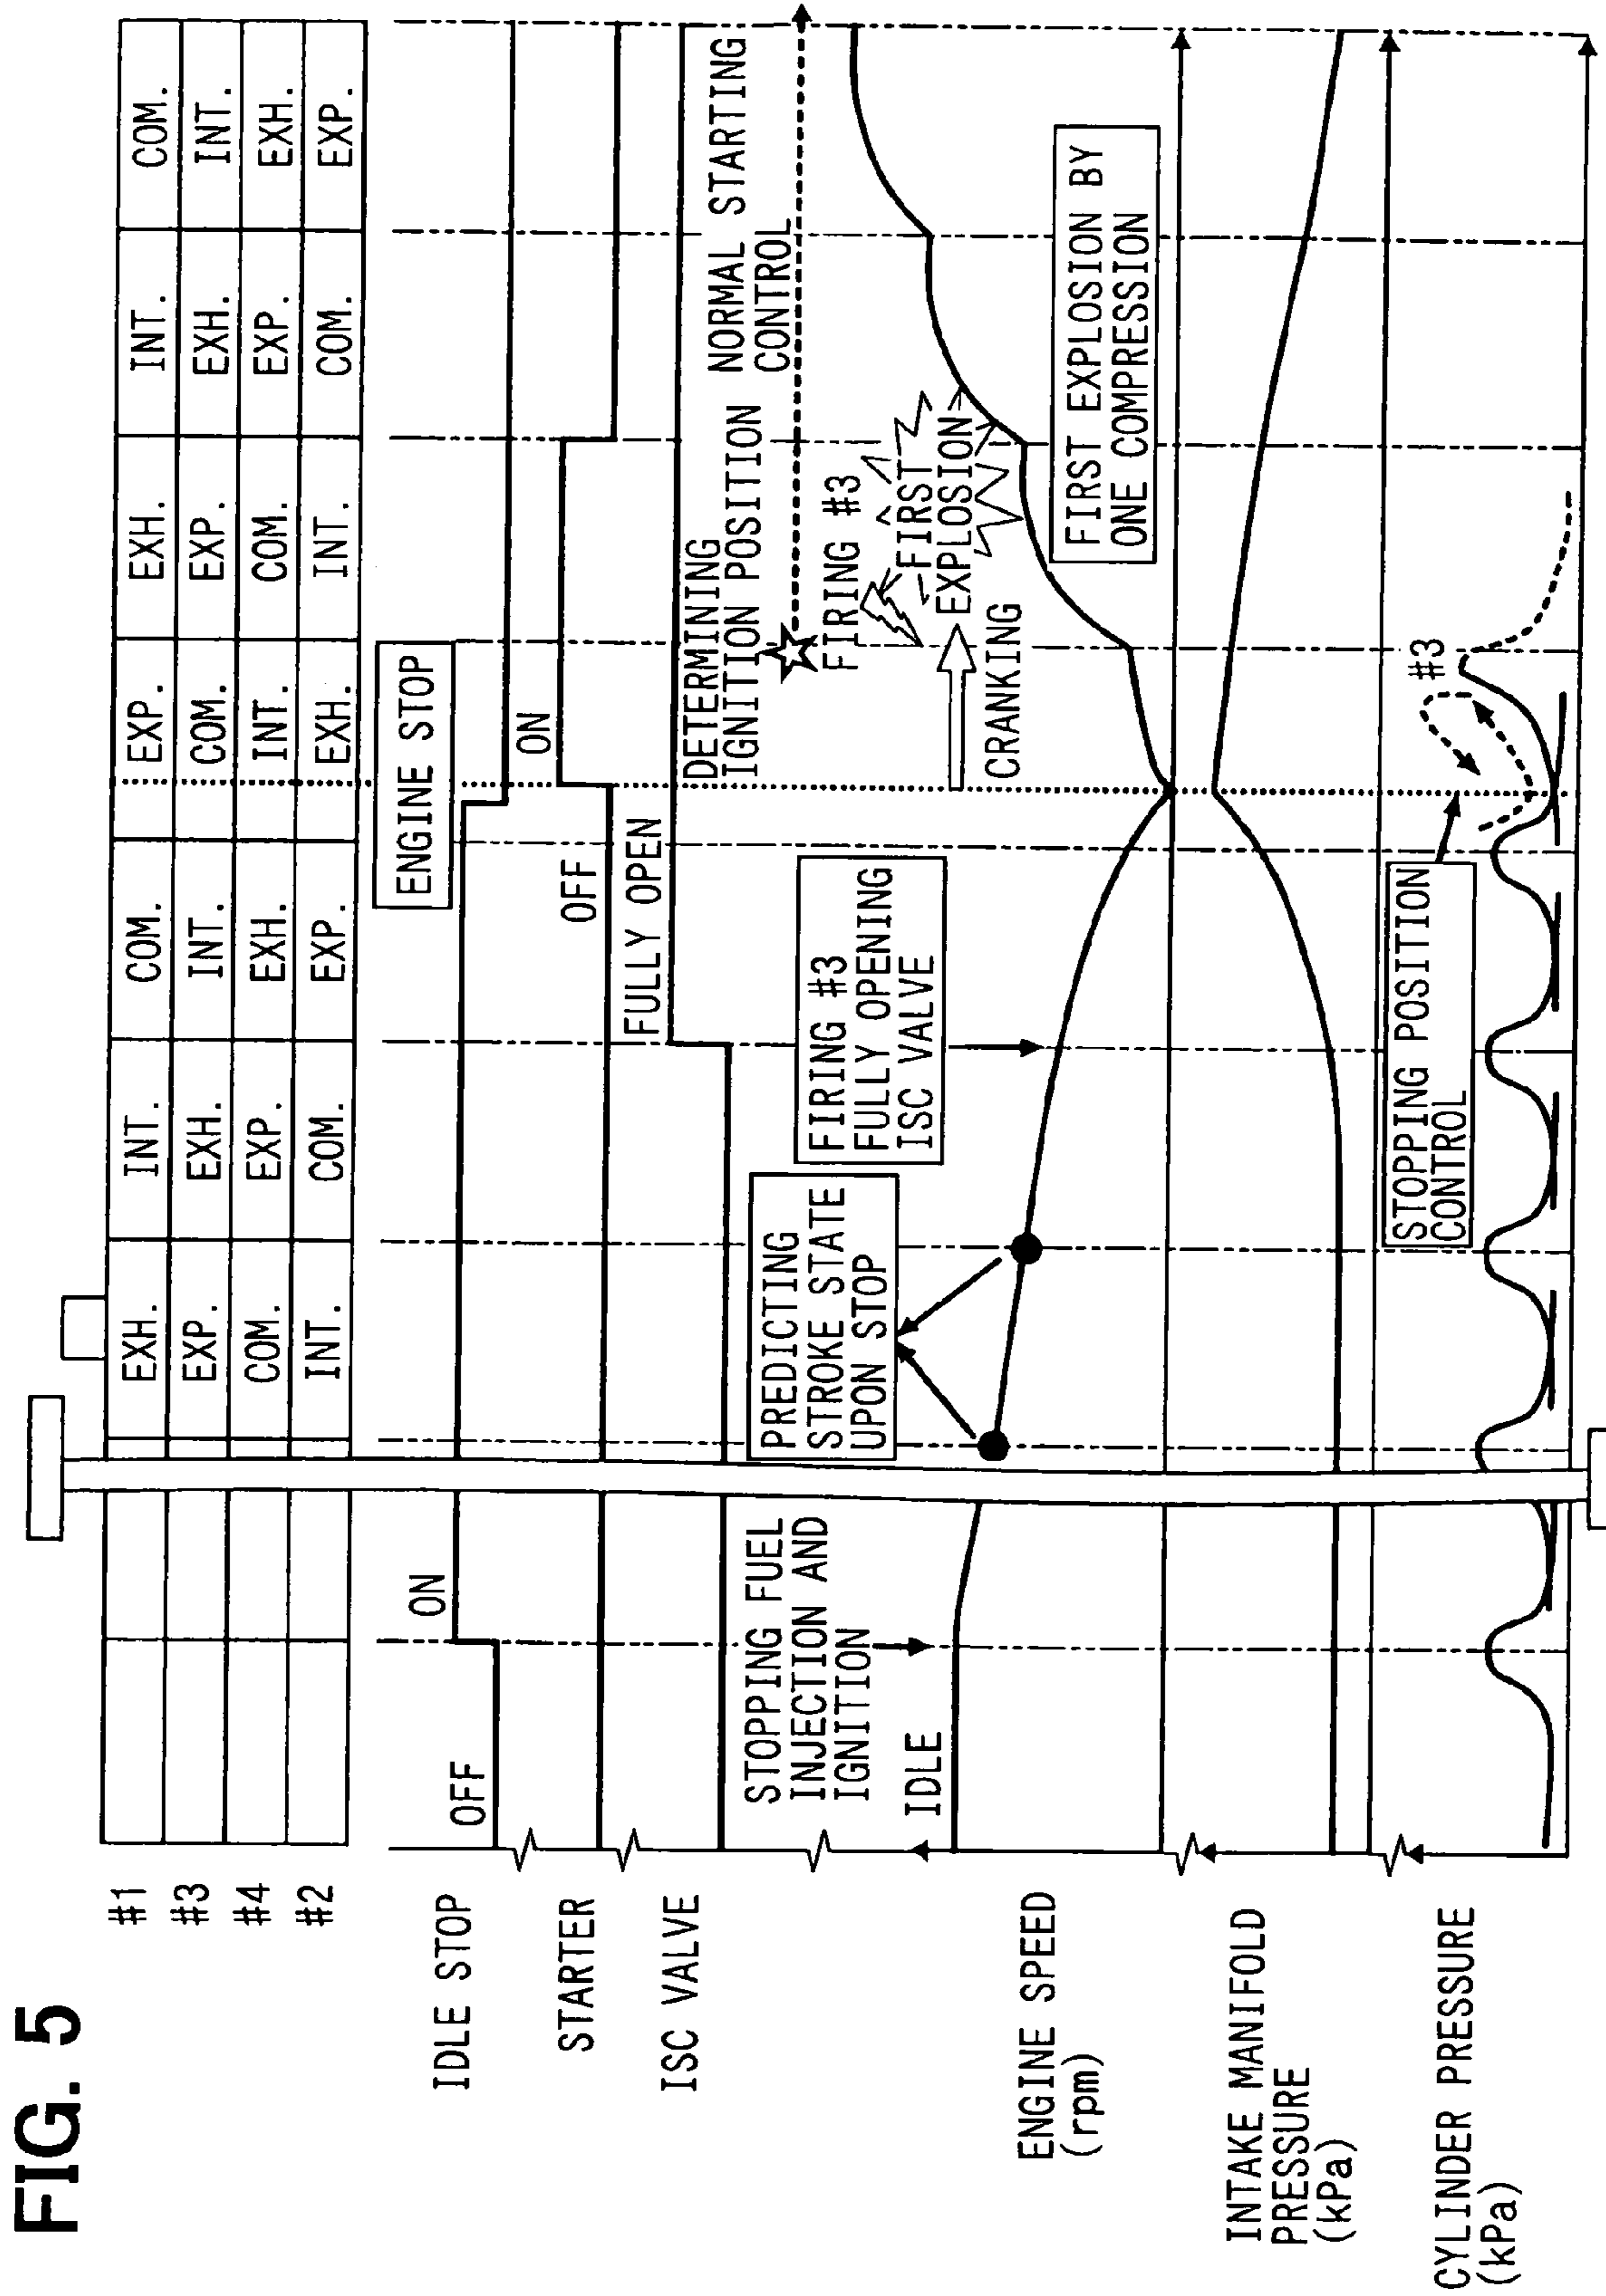 FIG. 5
#1 EXH. INT. COM. EXP. EXH. INT. COM.
#3 EXP. EXH. INT. COM. EXP. EXH. INT.
#4 COM. EXP. EXH. INT. COM. EXP. EXH.
#2 INT. COM. EXP. EXH. INT. COM. EXP.
IDLE STOP
OFF
ON
ENGINE STOP
STARTER
OFF
ON
ISC VALVE
FULLY OPEN
DETERMINING
IGNITION POSITION
NORMAL STARTING
CONTROL
STOPPING FUEL
INJECTION AND
IGNITION
PREDICTING
STROKE STATE
UPON STOP
FIRING #3
FULLY OPENING
ISC VALVE
FIRING #3
FIRST
EXPLOSION
CRANKING
IDLE
ENGINE SPEED
(rpm)
FIRST EXPLOSION BY
ONE COMPRESSION
INTAKE MANIFOLD
PRESSURE
(kPa)
STOPPING POSITION
CONTROL
#3
CYLINDER PRESSURE
(kPa)